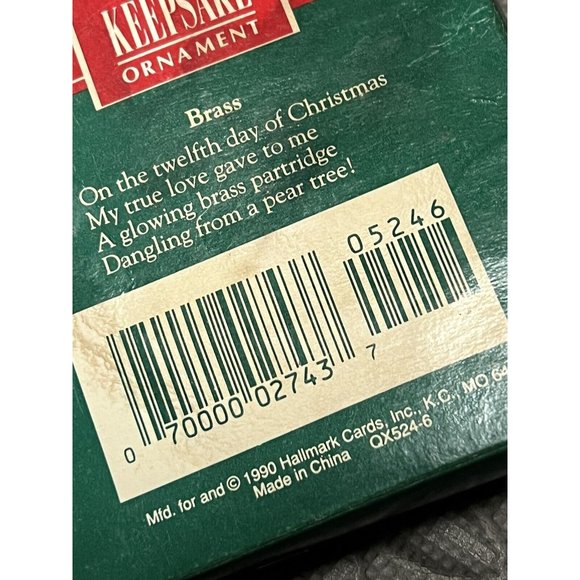 KEEPSAKE
ORNAMENT
Brass
On the twelfth day of Christmas
My true love gave to me
A glowing brass partridge
Dangling from a pear tree!
05246
0 70000 02743 7
Mfd. for and © 1990 Hallmark Cards, Inc., K.C., MO
Made in China QX524-6